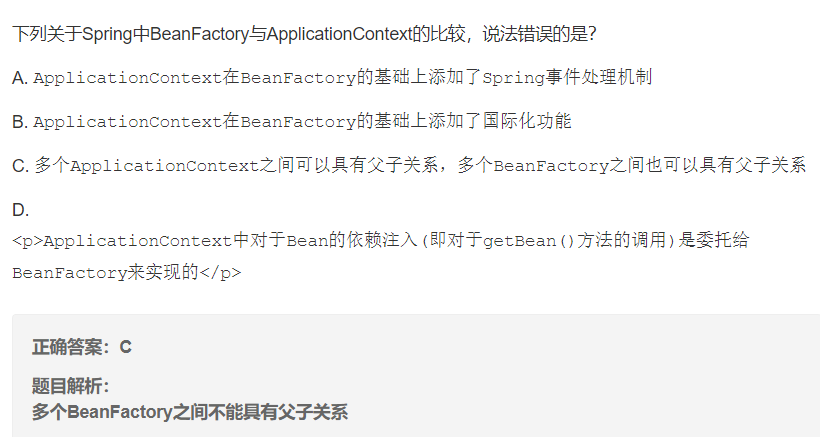 下列关于Spring中BeanFactory与ApplicationContext的比较，说法错误的是?
A. ApplicationContext在BeanFactory的基础上添加了Spring事件处理机制
B. ApplicationContext在BeanFactory的基础上添加了国际化功能
C. 多个ApplicationContext之间可以具有父子关系，多个BeanFactory之间也可以具有父子关系
D.
<p>ApplicationContext中对于Bean的依赖注入(即对于getBean()方法的调用)是委托给
BeanFactory来实现的</p>
正确答案：C
题目解析：
多个BeanFactory之间不能具有父子关系